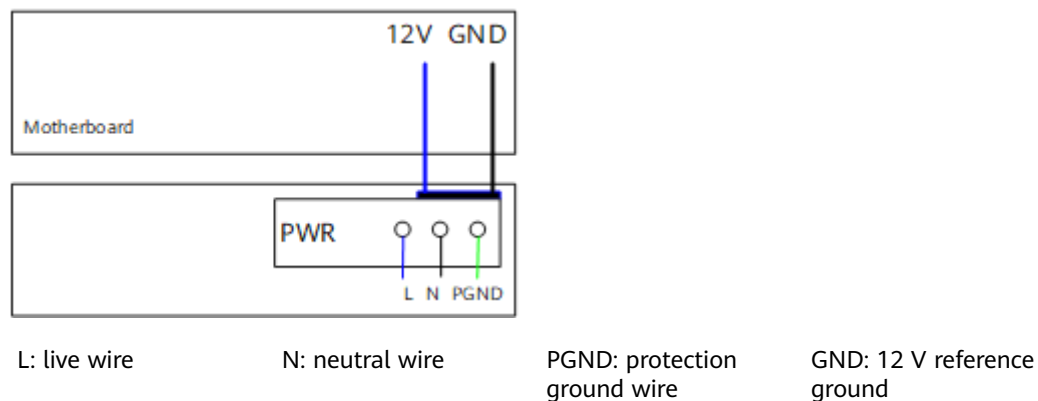 12V GND
Motherboard
PWR
L N PGND
L: live wire
N: neutral wire
PGND: protection
ground wire
GND: 12 V reference
ground